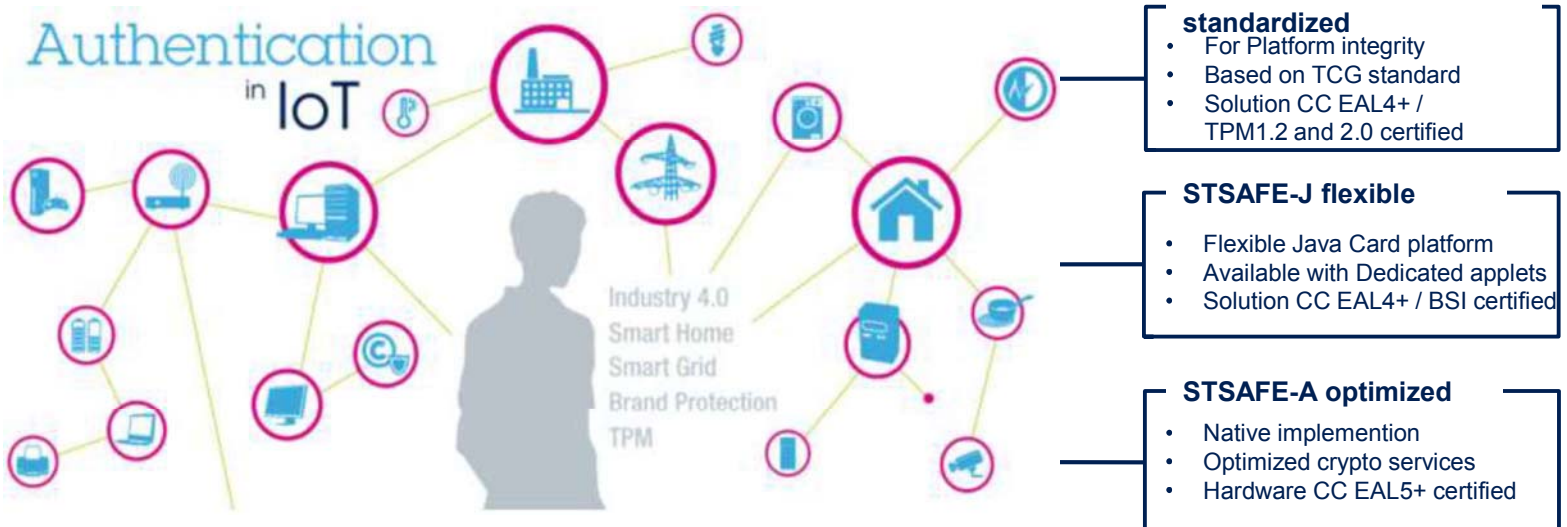 Authentication
in IoT
Industry 4.0
Smart Home
Smart Grid
Brand Protection
TPM
standardized
• For Platform integrity
• Based on TCG standard
• Solution CC EAL4+ /
TPM1.2 and 2.0 certified
STSAFE-J flexible
• Flexible Java Card platform
• Available with Dedicated applets
• Solution CC EAL4+ / BSI certified
STSAFE-A optimized
• Native implemention
• Optimized crypto services
• Hardware CC EAL5+ certified